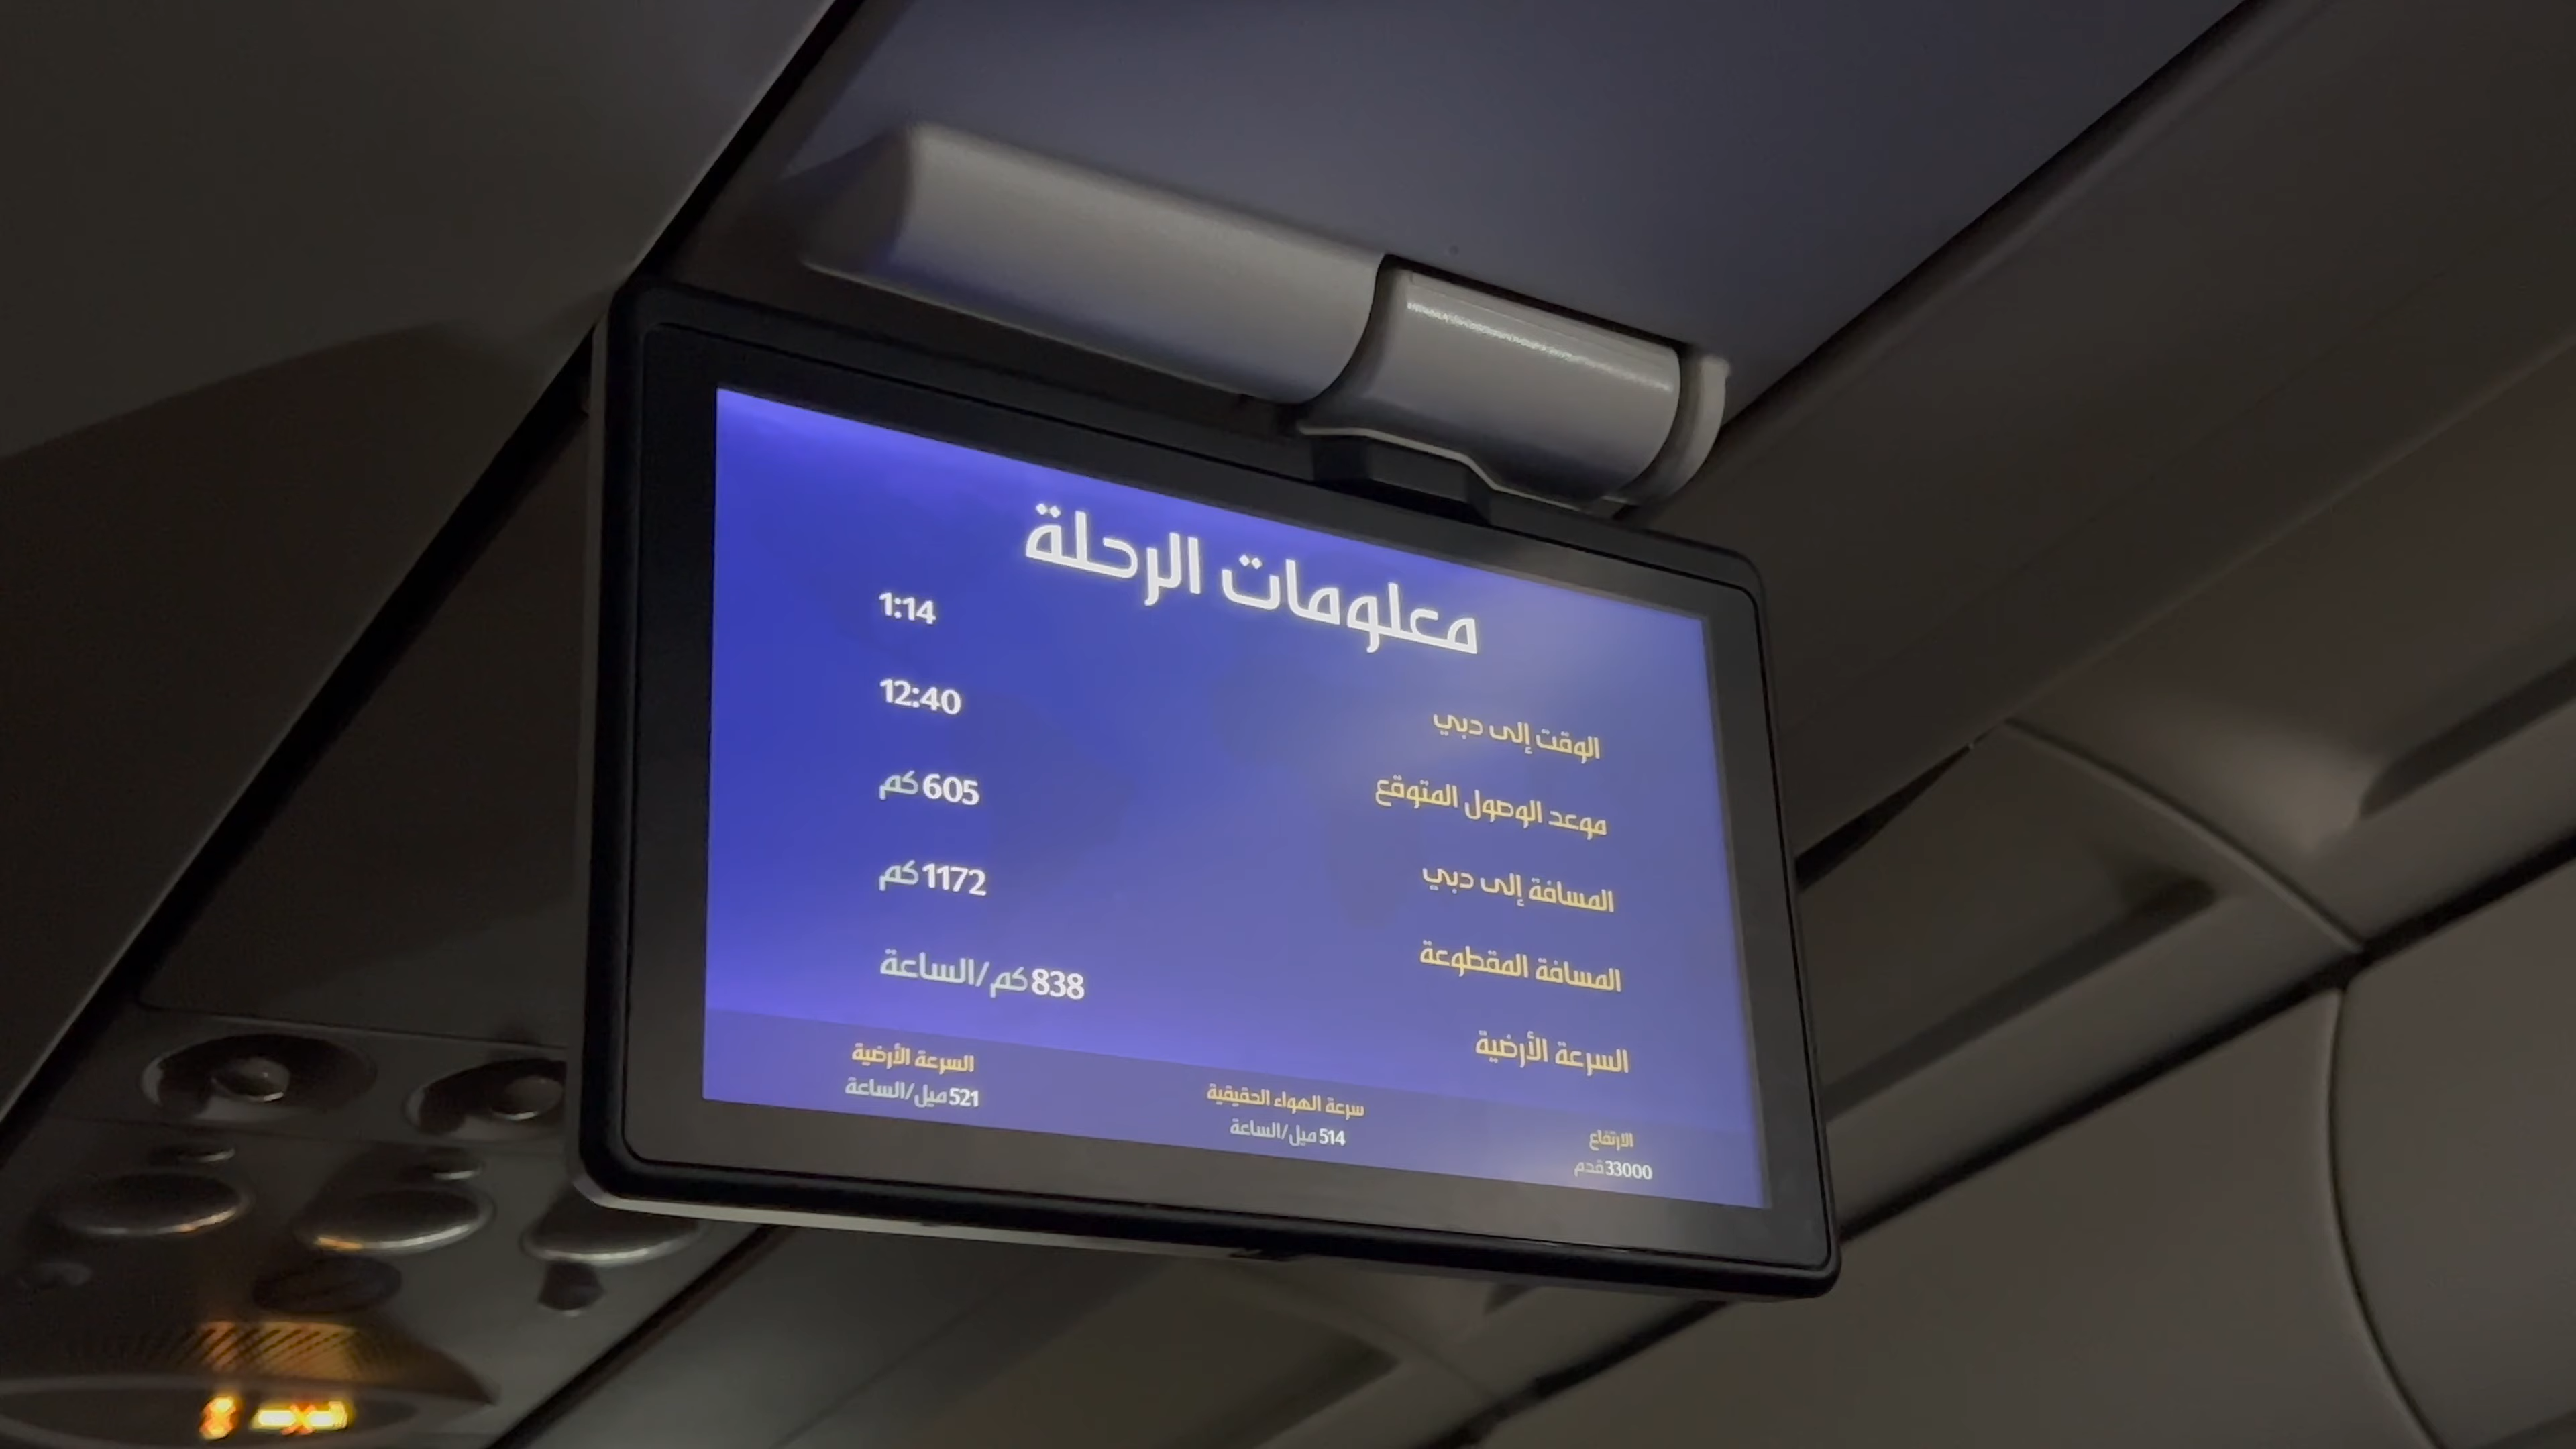 معلومات الرحلة
الوقت إلى دبي 1:14
موعد الوصول المتوقع 12:40
المسافة إلى دبي 605 كم
المسافة المقطوعة 1172 كم
السرعة الأرضية 838 كم/الساعة
الارتفاع
33000 قدم
سرعة الهواء الحقيقية
514 ميل/الساعة
السرعة الأرضية
521 ميل/الساعة